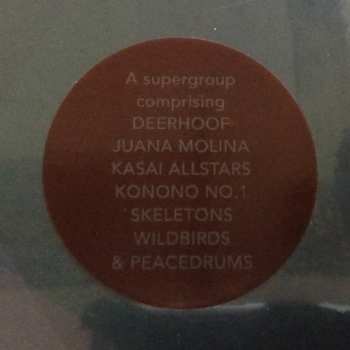 A supergroup
comprising
DEERHOOF
JUANA MOLINA
KASAI ALLSTARS
KONONO NO.1
SKELETONS
WILDBIRDS
& PEACEDRUMS